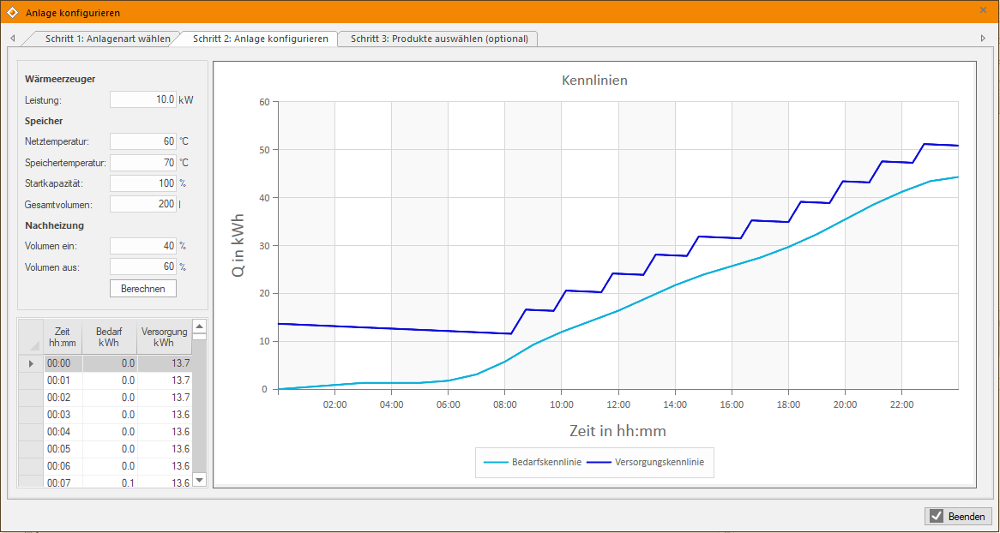 Anlage konfigurieren
Schritt 1: Anlagenart wählen
Schritt 2: Anlage konfigurieren
Schritt 3: Produkte auswählen (optional)
Wärmeerzeuger
Leistung: 10.0 kW
Speicher
Netztemperatur: 60 °C
Speichertemperatur: 70 °C
Startkapazität: 100 %
Gesamtvolumen: 200 l
Nachheizung
Volumen ein: 40 %
Volumen aus: 60 %
Berechnen
Zeit Bedarf Versorgung
hh:mm kWh kWh
00:00 0.0 13.7
00:01 0.0 13.7
00:02 0.0 13.7
00:03 0.0 13.6
00:04 0.0 13.6
00:05 0.0 13.6
00:06 0.0 13.6
00:07 0.1 13.6
Kennlinien
Q in kWh
60
50
40
30
20
10
0
02:00 04:00 06:00 08:00 10:00 12:00 14:00 16:00 18:00 20:00 22:00
Zeit in hh:mm
Bedarfskennlinie Versorgungskennlinie
Beenden